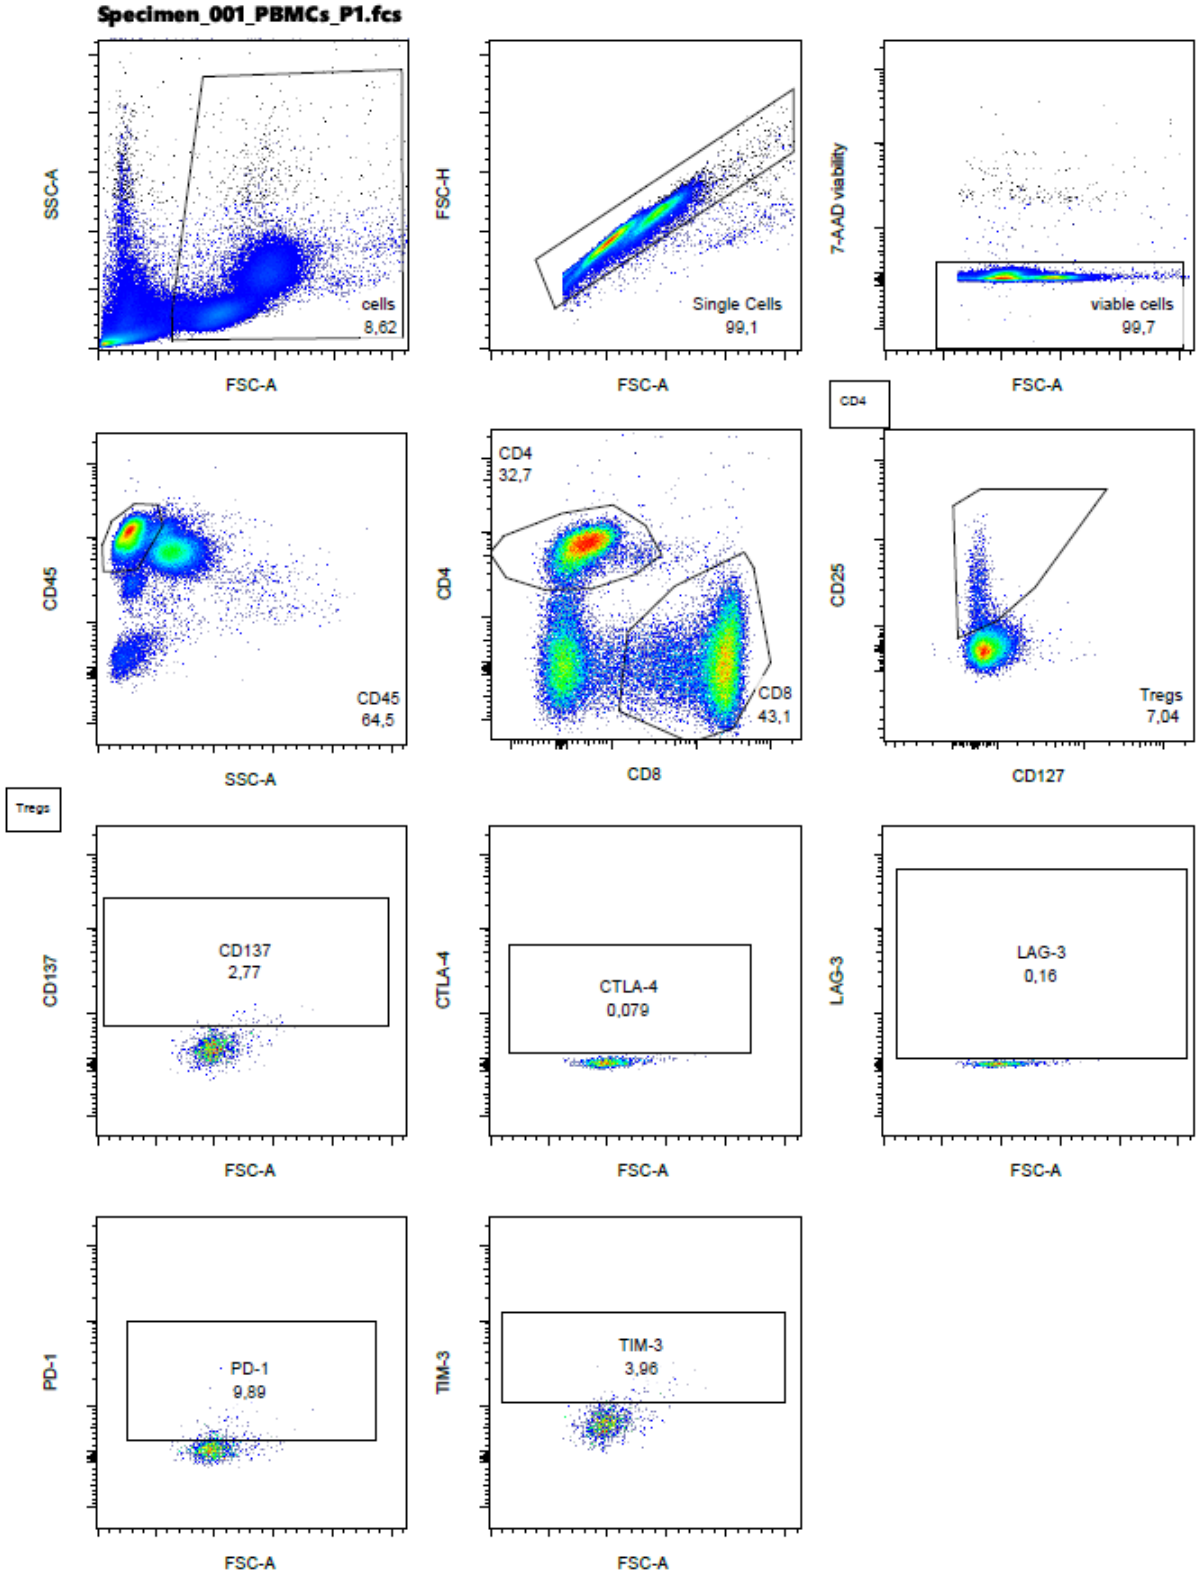 Specimen_001_PBMCs_P1.fcs
SSC-A
cells
8,62
FSC-A
FSC-H
Single Cells
99,1
FSC-A
7-AAD viability
viable cells
99,7
FSC-A
CD45
CD45
64,5
SSC-A
CD4
32,7
CD4
CD8
43,1
CD8
CD4
CD25
Tregs
7,04
CD127
Tregs
CD137
CD137
2,77
FSC-A
CTLA-4
CTLA-4
0,079
FSC-A
LAG-3
LAG-3
0,16
FSC-A
PD-1
PD-1
9,89
FSC-A
TIM-3
TIM-3
3,96
FSC-A